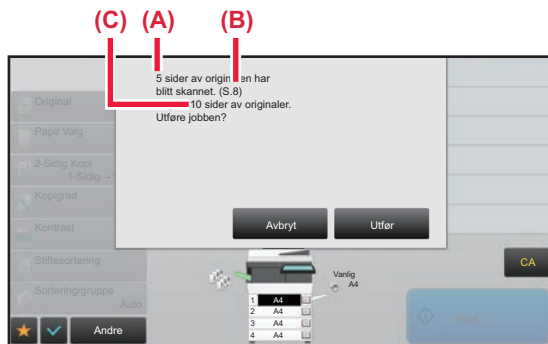 (C) (A) (B)
5 sider av originalen har
blitt skannet. (S.8)
10 sider av originaler.
Utføre jobben?
Avbryt
Utfør
Original
Papir Valg
2-Sidig Kopi
1-Sidig→
Kopigrad
Kontrast
Stiftesortering
Sortering/gruppe
Auto
Andre
Vanlig
A4
1 A4
2 A4
3 A4
4 A4
CA
Start